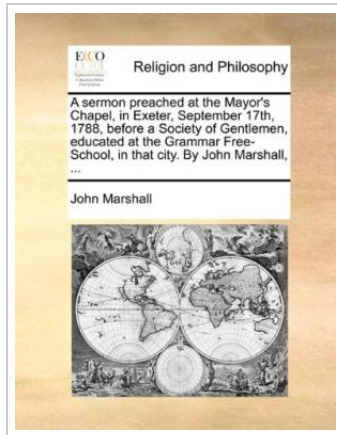 ECCO
Religion and Philosophy
A sermon preached at the Mayor's
Chapel, in Exeter, September 17th,
1788, before a Society of Gentlemen,
educated at the Grammar Free-
School, in that city. By John Marshall,
...
John Marshall